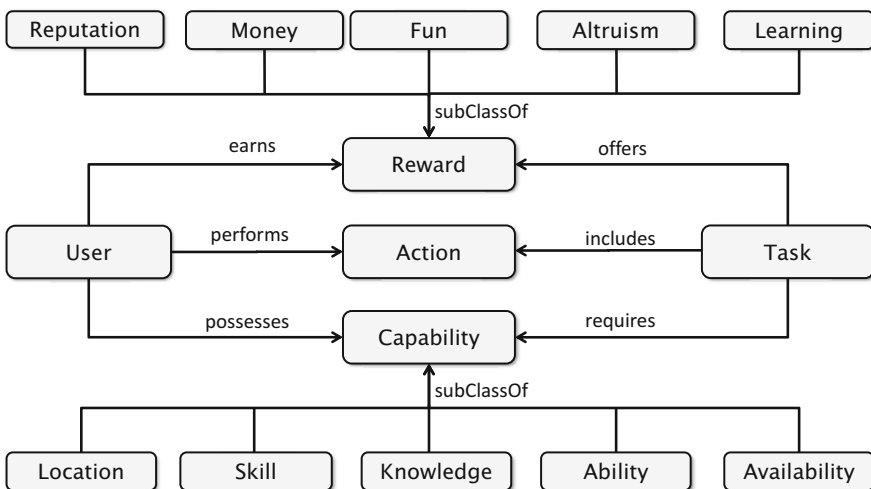 Reputation
Money
Fun
Altruism
Learning
subClassOf
earns
Reward
offers
User
performs
Action
includes
Task
possesses
Capability
requires
subClassOf
Location
Skill
Knowledge
Ability
Availability